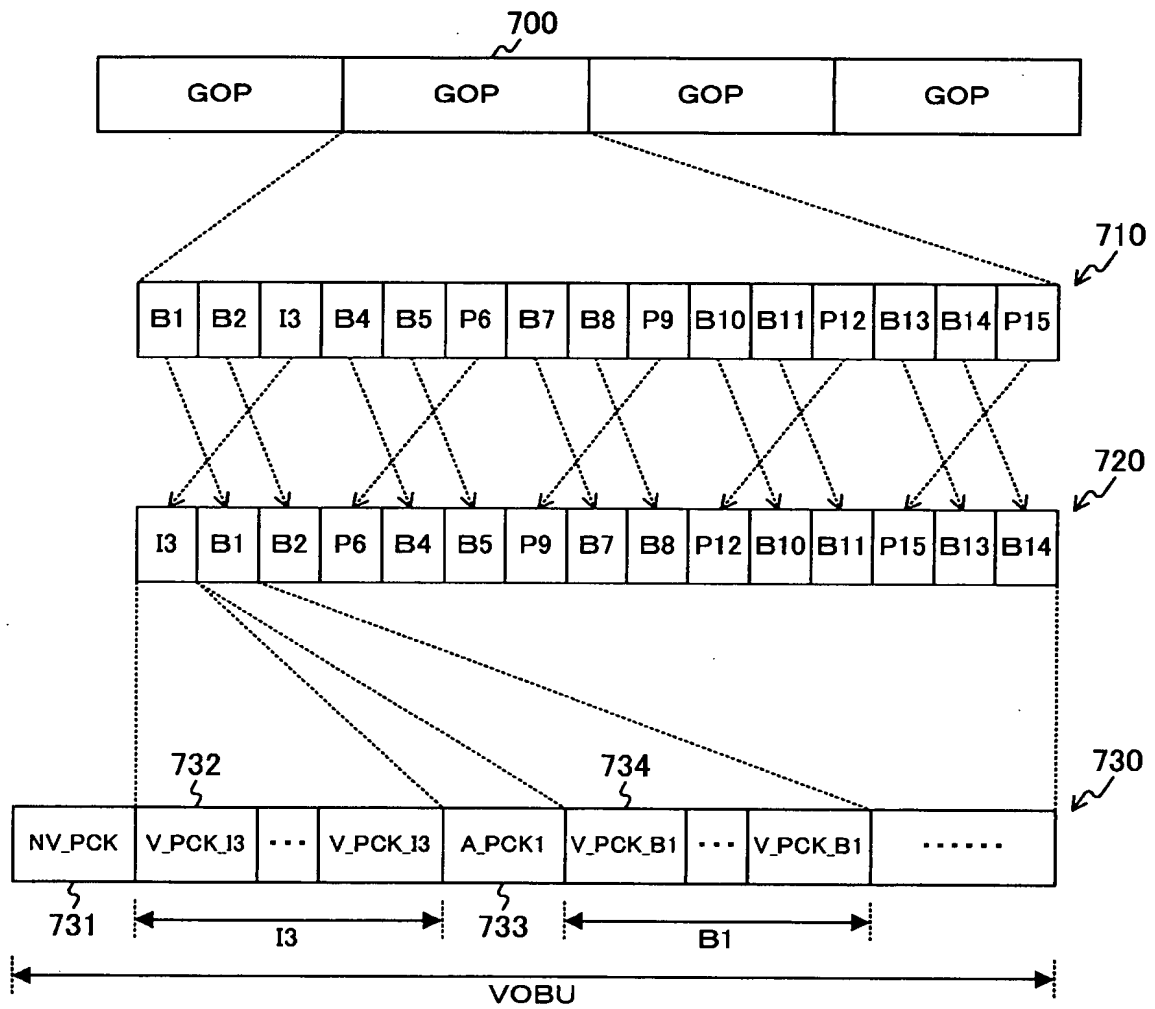 700
GOP GOP GOP GOP
710
B1 B2 I3 B4 B5 P6 B7 B8 P9 B10 B11 P12 B13 B14 P15
720
I3 B1 B2 P6 B4 B5 P9 B7 B8 P12 B10 B11 P15 B13 B14
732 734 730
NV_PCK V_PCK_I3 ··· V_PCK_I3 A_PCK1 V_PCK_B1 ··· V_PCK_B1 ······
731 I3 733 B1
VOBU